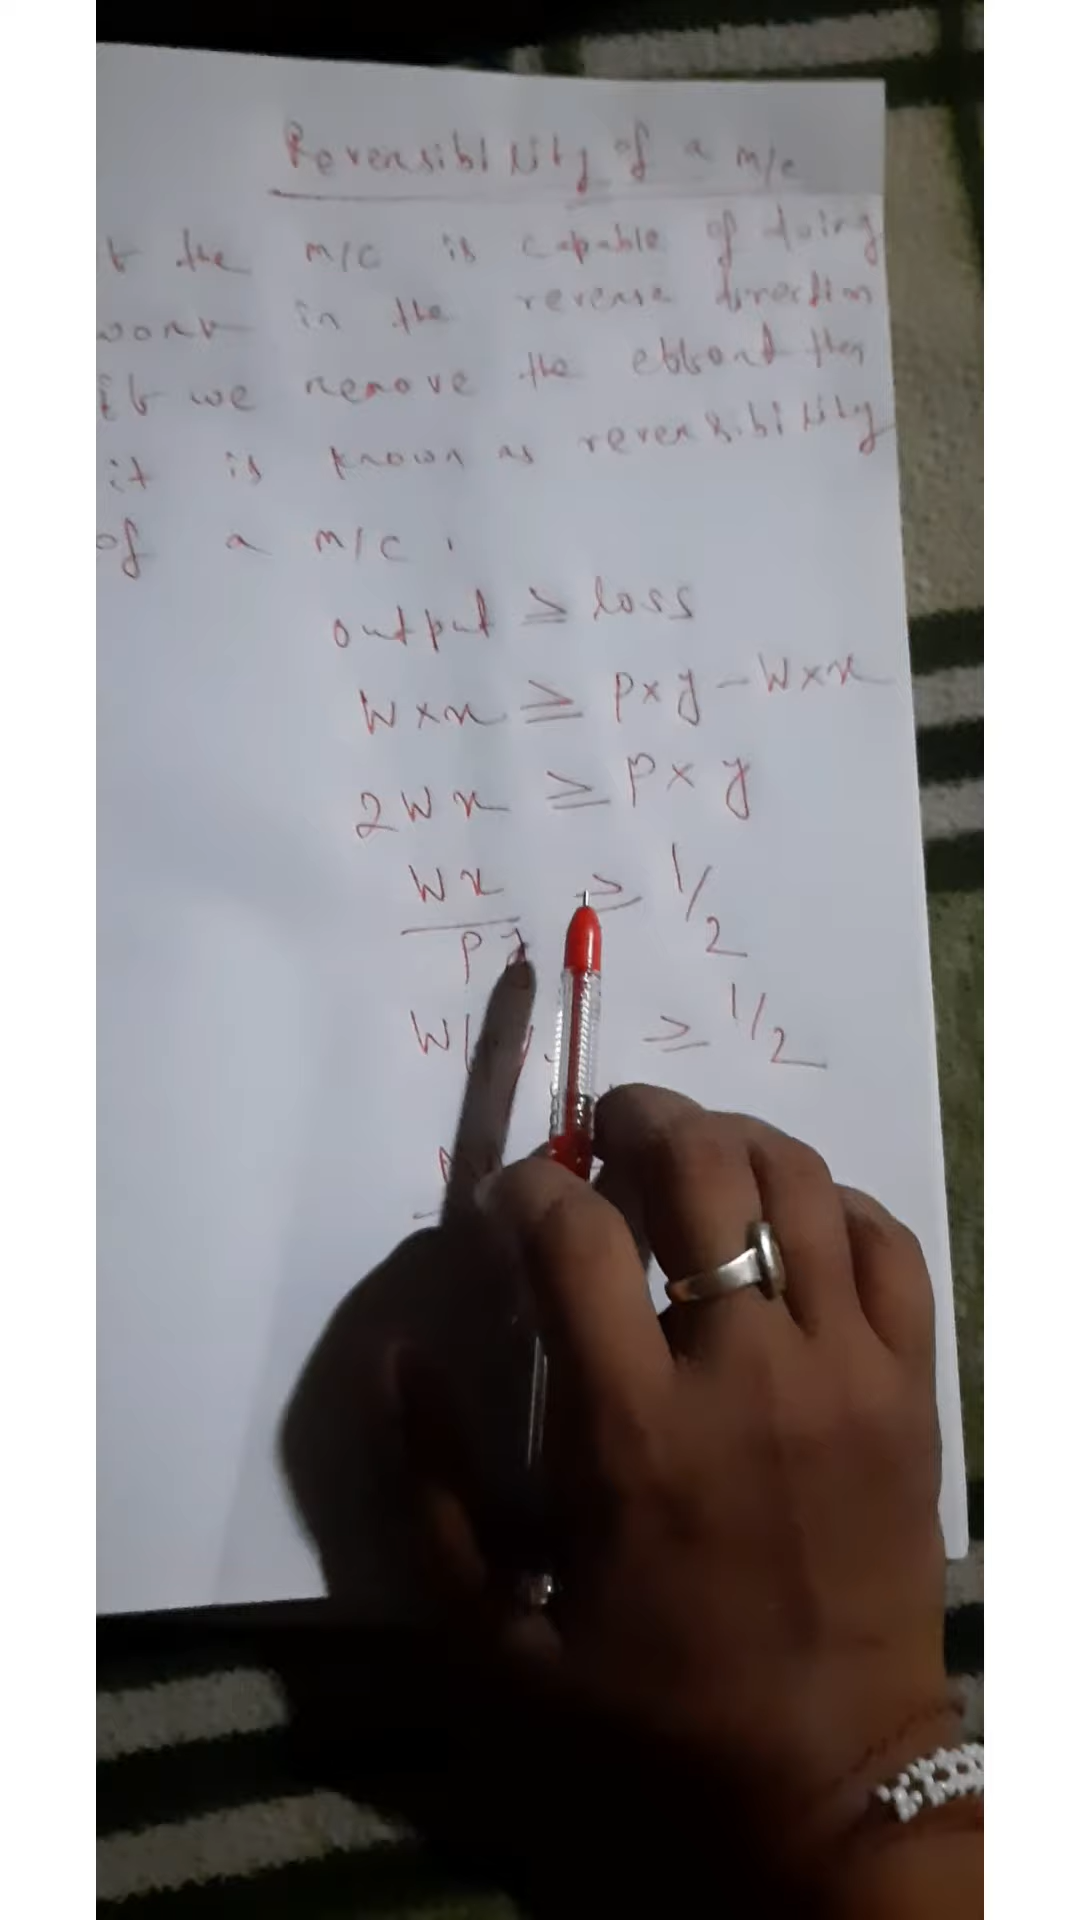 Reversiblility of a m/c
the m/c is capable of doing
work in the reverse direction
if we remove the effort then
it is known as reversibility
of a m/c.
output ≥ loss
W×x ≥ P×y-W×x
2Wx ≥ P×y
Wx/Py ≥ 1/2
W/ ≥ 1/2